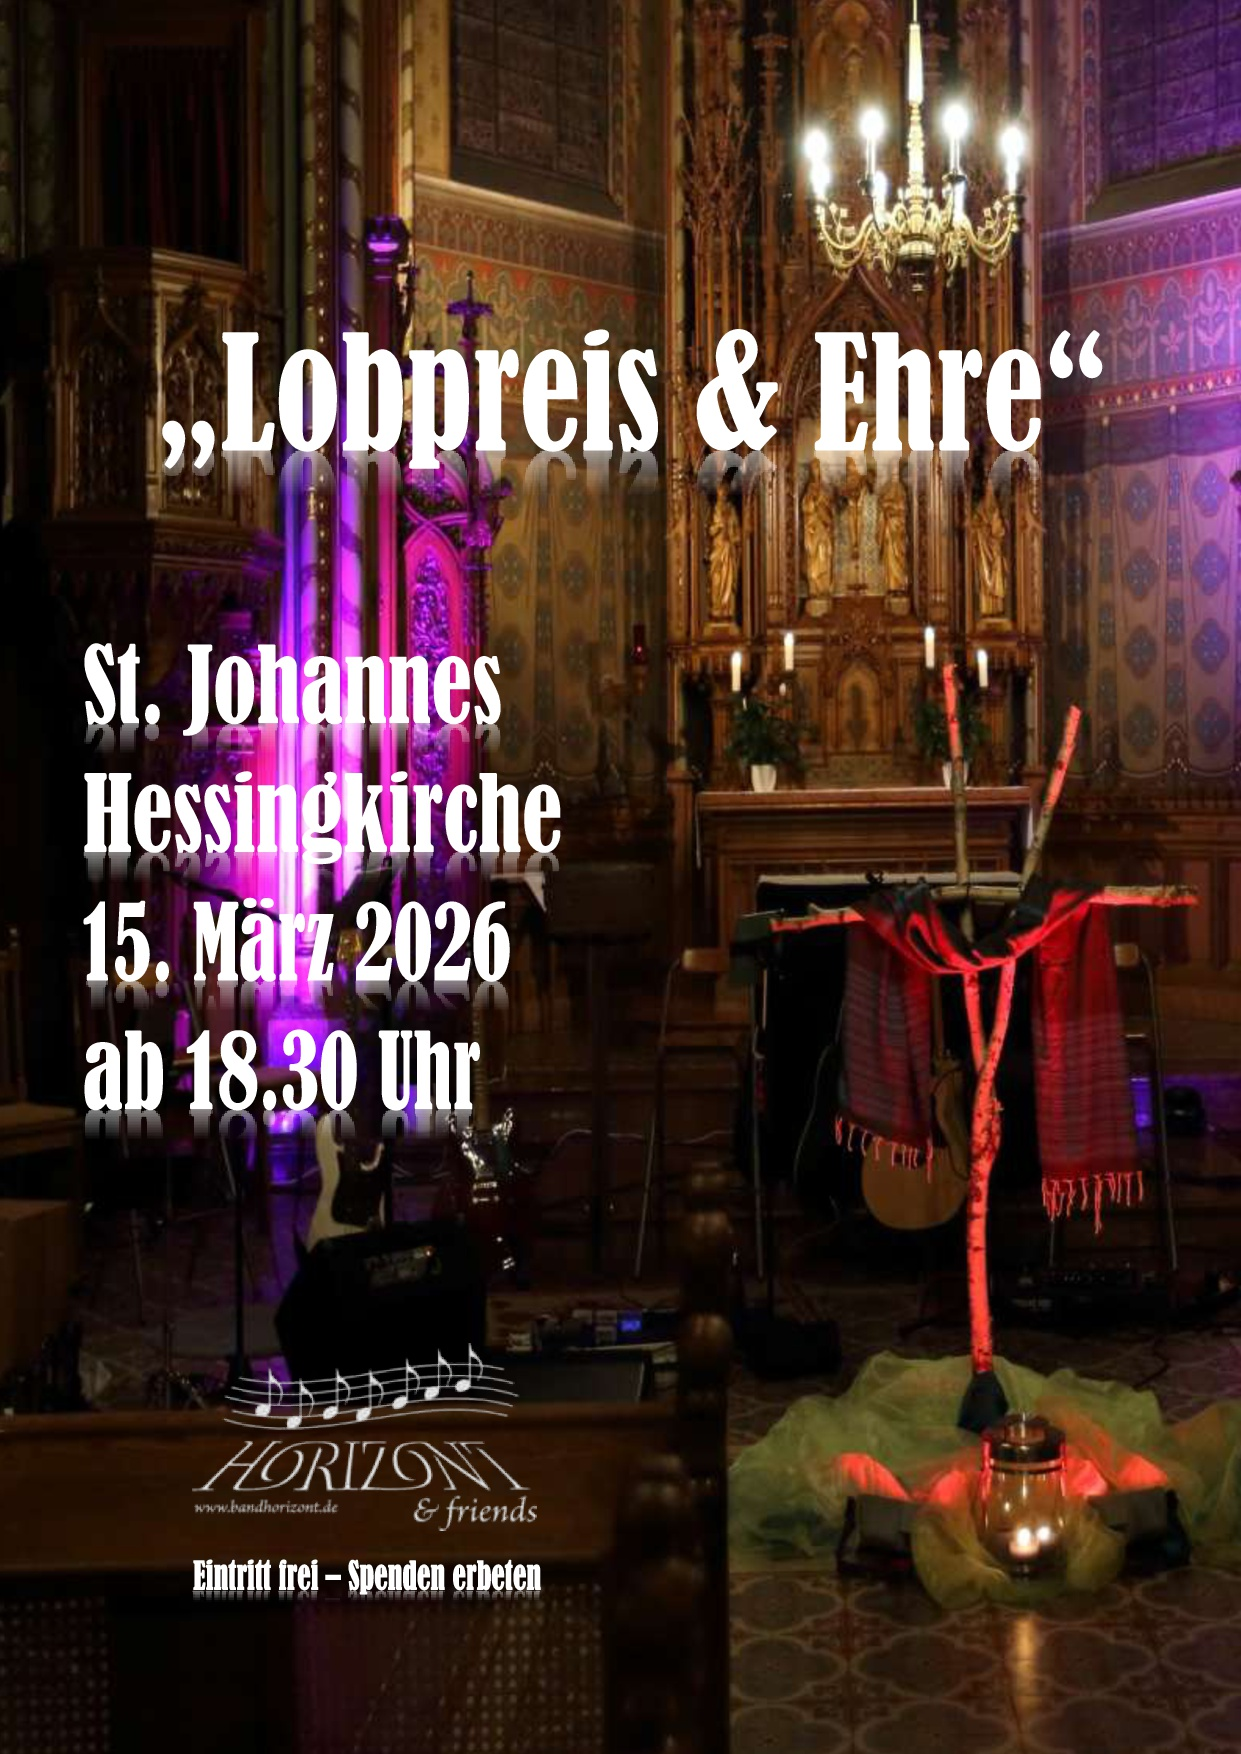 „Lobpreis & Ehre“
St. Johannes
Hessingkirche
15. März 2026
ab 18.30 Uhr
HORIZONT
www.bandhorizont.de
& friends
Eintritt frei – Spenden erbeten